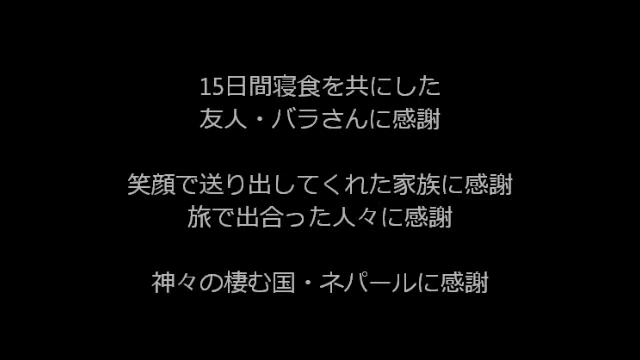 15日間寝食を共にした
友人・バラさんに感謝
笑顔で送り出してくれた家族に感謝
旅で出合った人々に感謝
神々の棲む国・ネパールに感謝